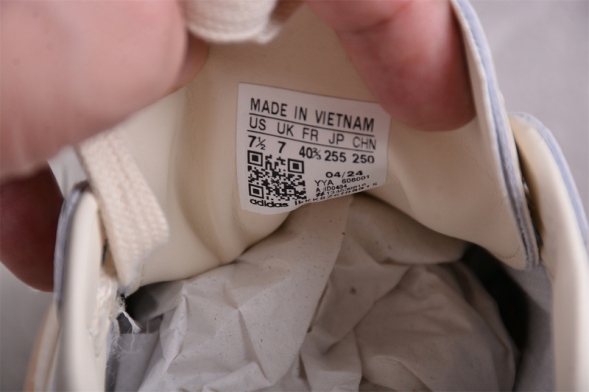 MADE IN VIETNAM
US UK FR JP CHN
7½ 7 40⅔ 255 250
04/24
YYA 606001
adidas